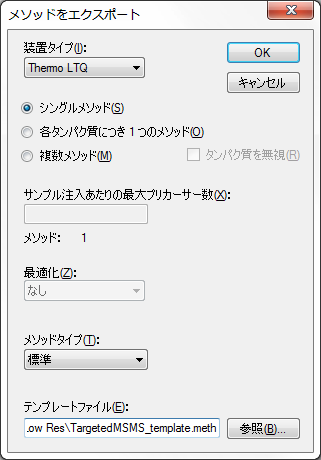 メソッドをエクスポート
装置タイプ(I):
Thermo LTQ
OK
キャンセル
シングルメソッド(S)
各タンパク質につき 1 つのメソッド(O)
複数メソッド(M)
タンパク質を無視(R)
サンプル注入あたりの最大プリカーサー数(X):
メソッド: 1
最適化(Z):
なし
メソッドタイプ(T):
標準
テンプレートファイル(E):
.ow Res\TargetedMSMS_template.meth
参照(B)...